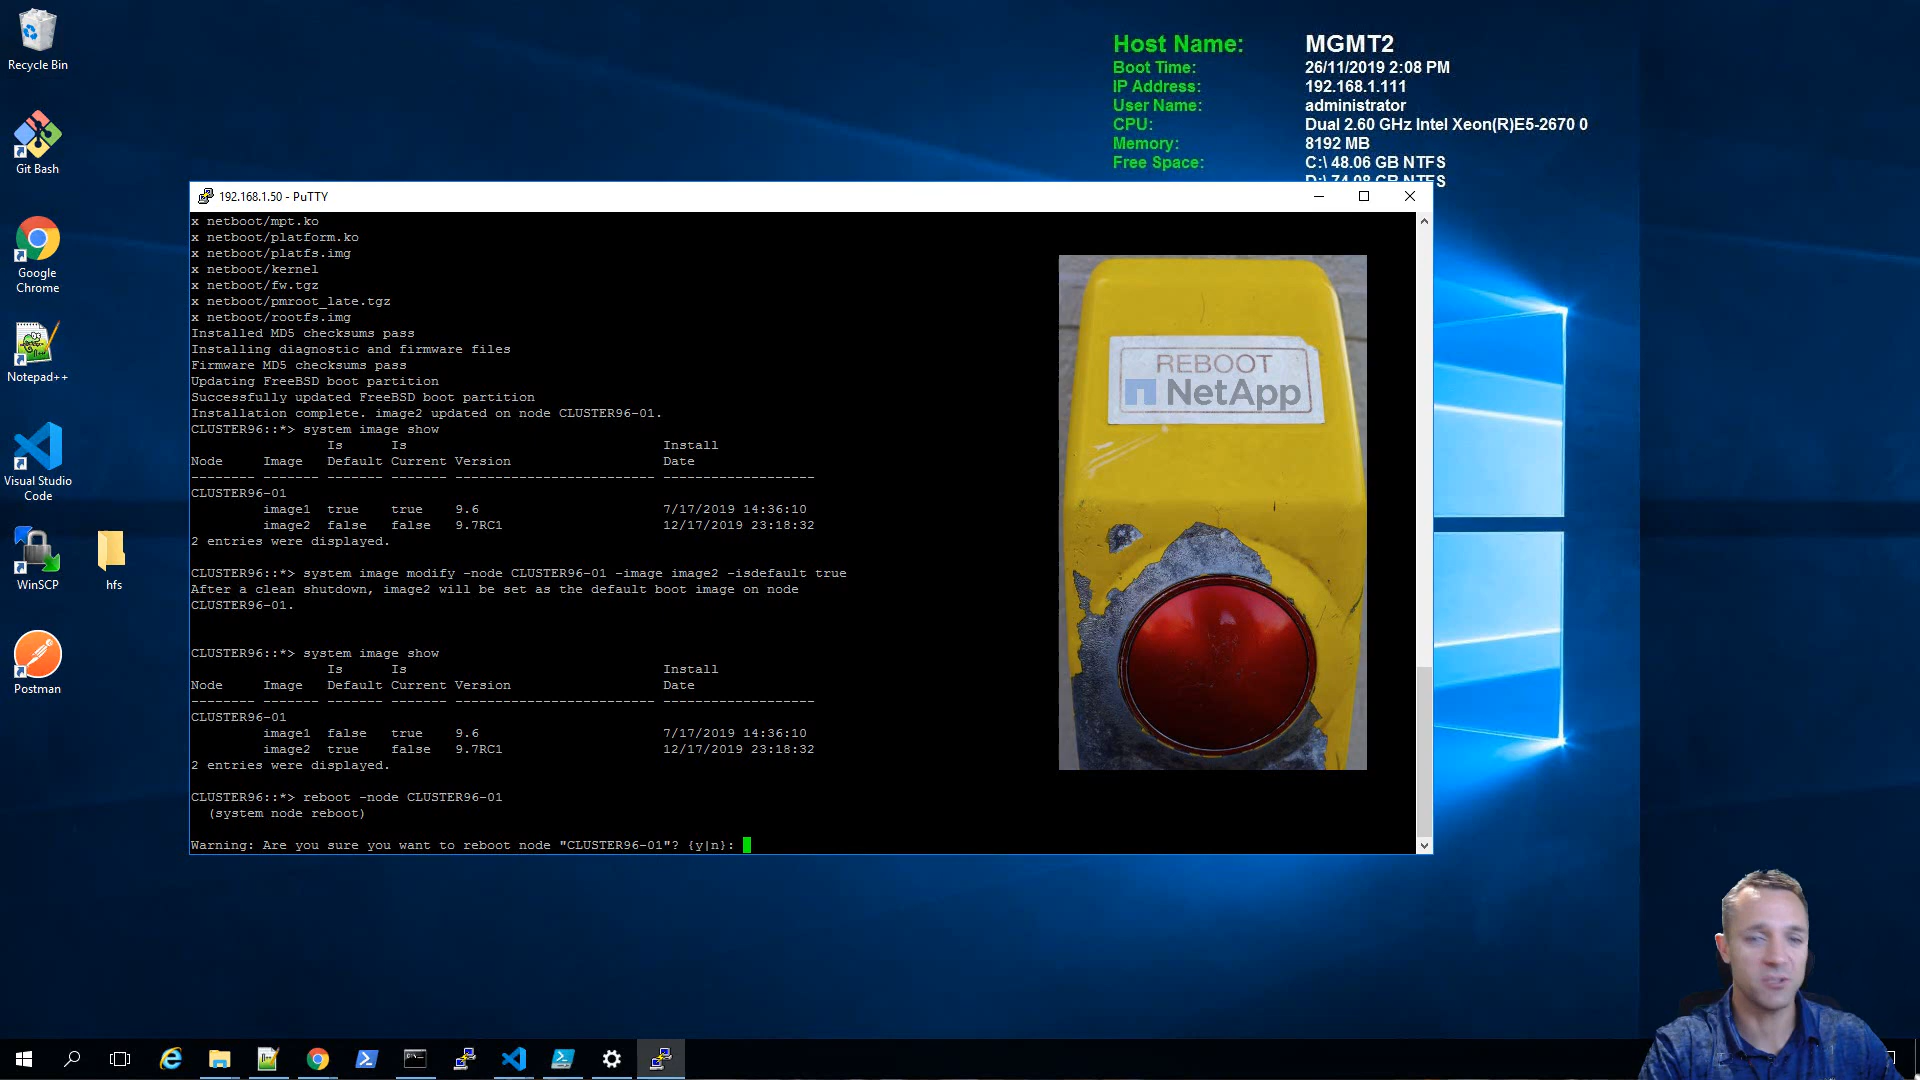 Recycle Bin
Git Bash
Google
Chrome
Notepad++
Visual Studio
Code
WinSCP
hfs
Postman
Host Name: MGMT2
Boot Time: 26/11/2019 2:08 PM
IP Address: 192.168.1.111
User Name: administrator
CPU: Dual 2.60 GHz Intel Xeon(R)E5-2670 0
Memory: 8192 MB
Free Space: C:\ 48.06 GB NTFS
D:\ 74.08 GB NTFS
192.168.1.50 - PuTTY
x netboot/mpt.ko
x netboot/platform.ko
x netboot/platfs.img
x netboot/kernel
x netboot/fw.tgz
x netboot/pmroot_late.tgz
x netboot/rootfs.img
Installed MD5 checksums pass
Installing diagnostic and firmware files
Firmware MD5 checksums pass
Updating FreeBSD boot partition
Successfully updated FreeBSD boot partition
Installation complete. image2 updated on node CLUSTER96-01.
CLUSTER96::*> system image show
Is Is Install
Node Image Default Current Version Date
-------- ------- ------- ------- ------------------------- -------------------
CLUSTER96-01
image1 true true 9.6 7/17/2019 14:36:10
image2 false false 9.7RC1 12/17/2019 23:18:32
2 entries were displayed.
CLUSTER96::*> system image modify -node CLUSTER96-01 -image image2 -isdefault true
After a clean shutdown, image2 will be set as the default boot image on node
CLUSTER96-01.
CLUSTER96::*> system image show
Is Is Install
Node Image Default Current Version Date
-------- ------- ------- ------- ------------------------- -------------------
CLUSTER96-01
image1 false true 9.6 7/17/2019 14:36:10
image2 true false 9.7RC1 12/17/2019 23:18:32
2 entries were displayed.
CLUSTER96::*> reboot -node CLUSTER96-01
(system node reboot)
Warning: Are you sure you want to reboot node "CLUSTER96-01"? {y|n}:
REBOOT
NetApp